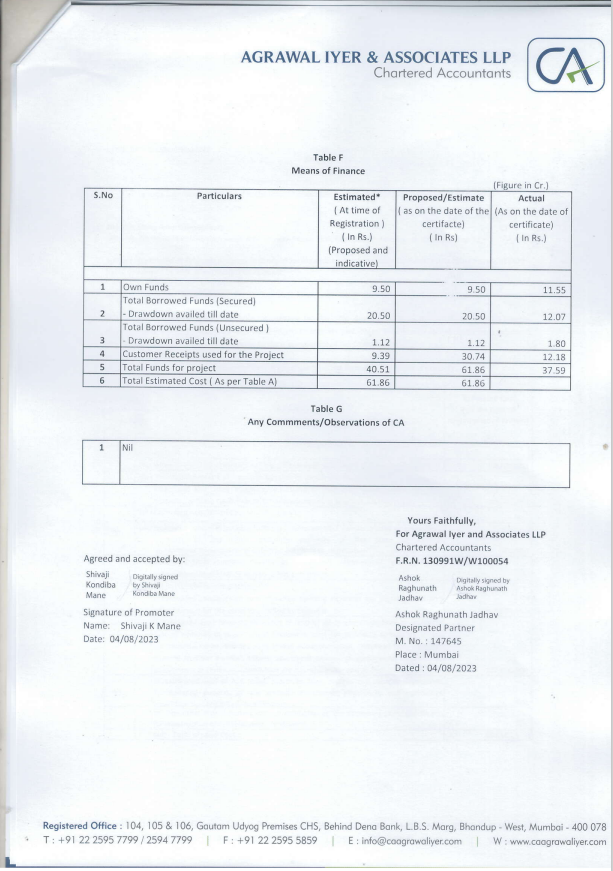 AGRAWAL IYER & ASSOCIATES LLP
Chartered Accountants
CA
Table F
Means of Finance
(Figure in Cr.)
S.No Particulars Estimated* Proposed/Estimate Actual
( At time of ( as on the date of the (As on the date of
Registration ) certifacte) certificate)
( In Rs.) ( In Rs) ( In Rs.)
(Proposed and
indicative)
1 Own Funds 9.50 9.50 11.55
Total Borrowed Funds (Secured)
2 - Drawdown availed till date 20.50 20.50 12.07
Total Borrowed Funds (Unsecured )
3 - Drawdown availed till date 1.12 1.12 1.80
4 Customer Receipts used for the Project 9.39 30.74 12.18
5 Total Funds for project 40.51 61.86 37.59
6 Total Estimated Cost ( As per Table A) 61.86 61.86
Table G
Any Commments/Observations of CA
1 Nil
Yours Faithfully,
For Agrawal Iyer and Associates LLP
Chartered Accountants
F.R.N. 130991W/W100054
Agreed and accepted by:
Shivaji
Kondiba
Mane
Digitally signed
by Shivaji
Kondiba Mane
Ashok
Raghunath
Jadhav
Digitally signed by
Ashok Raghunath
Jadhav
Signature of Promoter
Name: Shivaji K Mane
Date: 04/08/2023
Ashok Raghunath Jadhav
Designated Partner
M. No. : 147645
Place : Mumbai
Dated : 04/08/2023
Registered Office : 104, 105 & 106, Gautam Udyog Premises CHS, Behind Dena Bank, L.B.S. Marg, Bhandup - West, Mumbai - 400 078
T : +91 22 2595 7799 / 2594 7799 | F : +91 22 2595 5859 | E : info@caagrawaliyer.com | W : www.caagrawaliyer.com